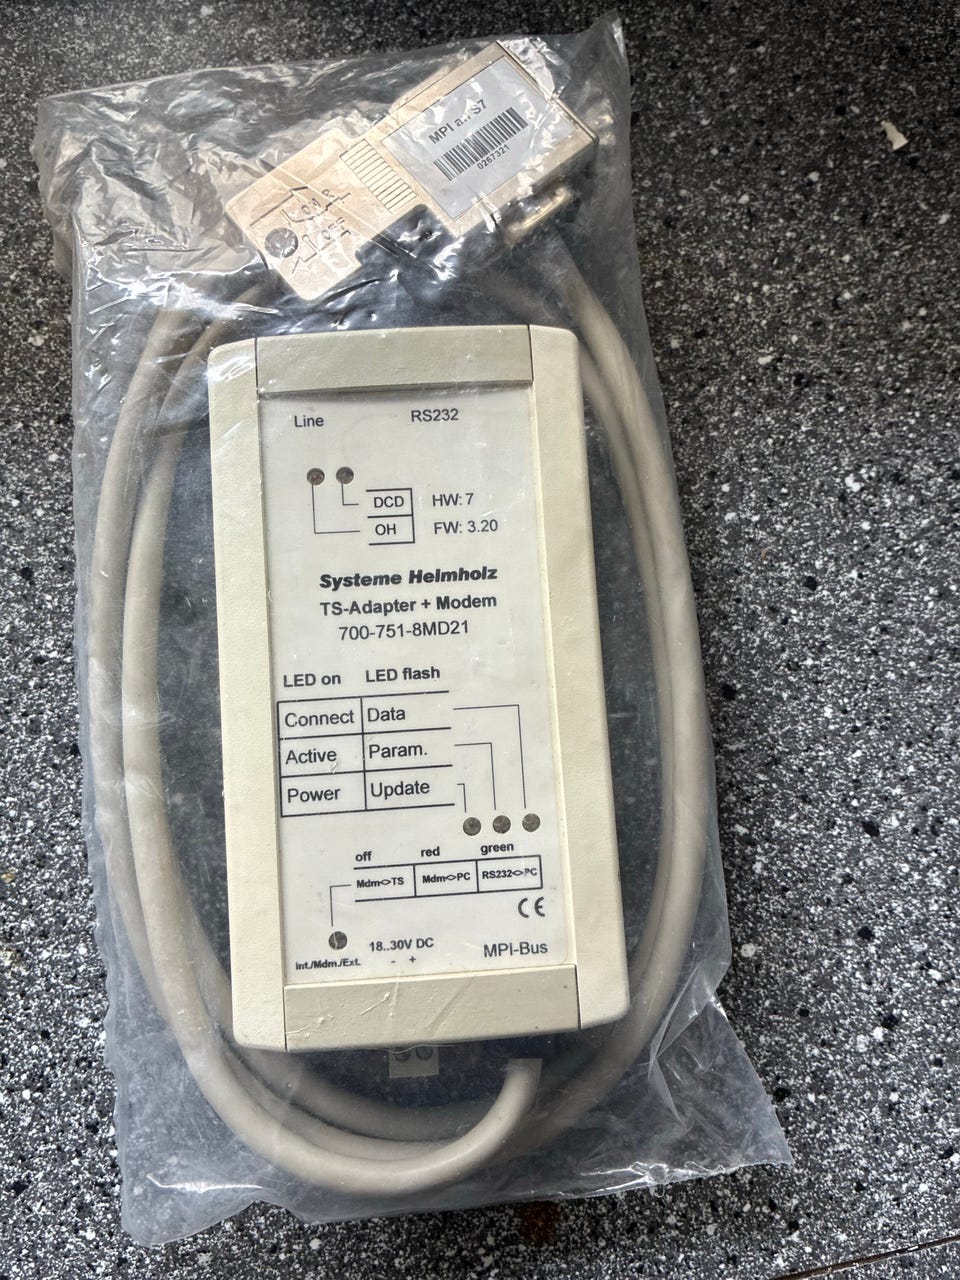 MPI an S7
0267321
Line RS232
DCD HW: 7
OH FW: 3.20
Systeme Helmholz
TS-Adapter + Modem
700-751-8MD21
LED on LED flash
Connect Data
Active Param.
Power Update
off red green
Mdm<>TS Mdm<>PC RS232<>PC
CE
18..30V DC
Int./Mdm./Ext. - + MPI-Bus